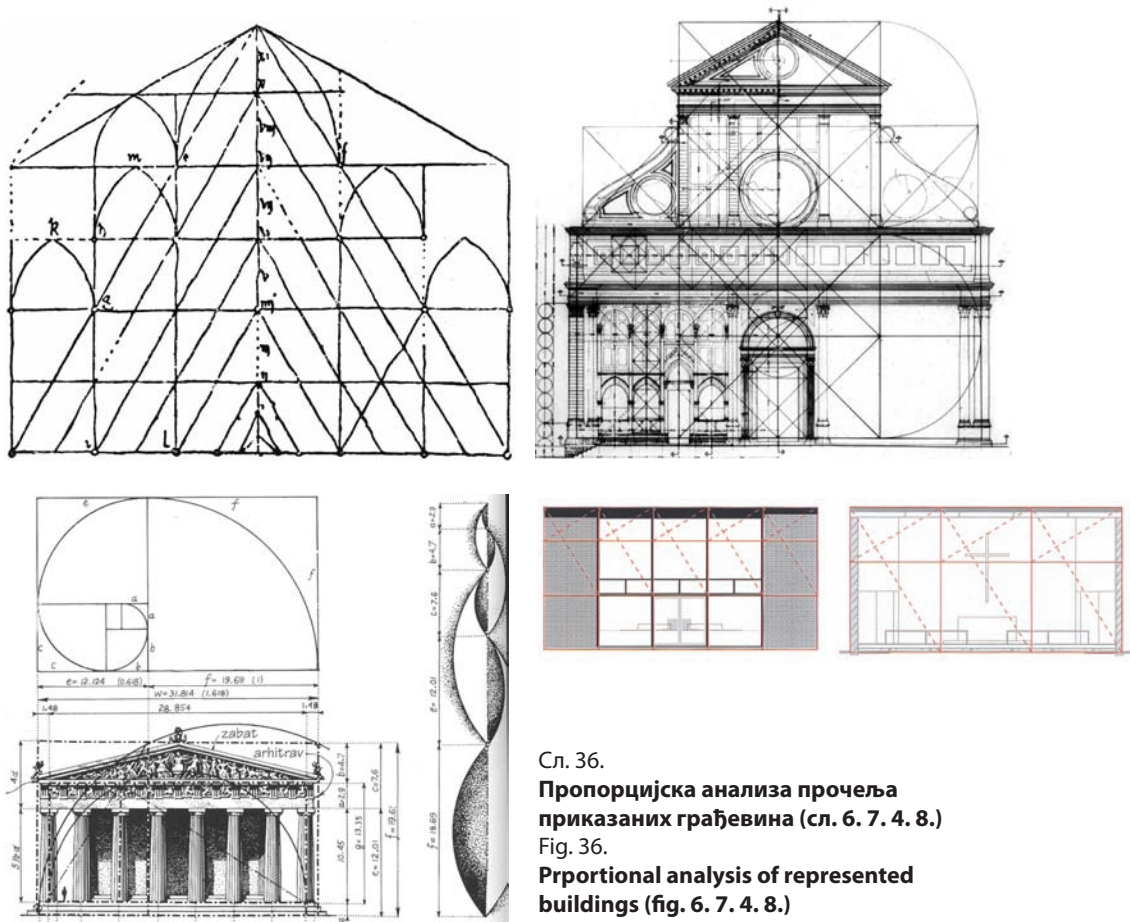 k
h
m
e
f
a
l
e
f
f
a
a
b
b
c
c
e= 12.124 (0.618)
f= 19.69 (1)
W=31.814 (1.618)
1.48
28.854
1.48
zabat
arhitrav
b=4.7
a=2.9
c=7.6
10.45
g= 13.35
e= 12.01
a=2.9
b=4.7
c=7.6
e= 12.01
f= 19.69
Сл. 36.
Пропорцијска анализа прочеља
приказаних грађевина (сл. 6. 7. 4. 8.)
Fig. 36.
Prportional analysis of represented
buildings (fig. 6. 7. 4. 8.)